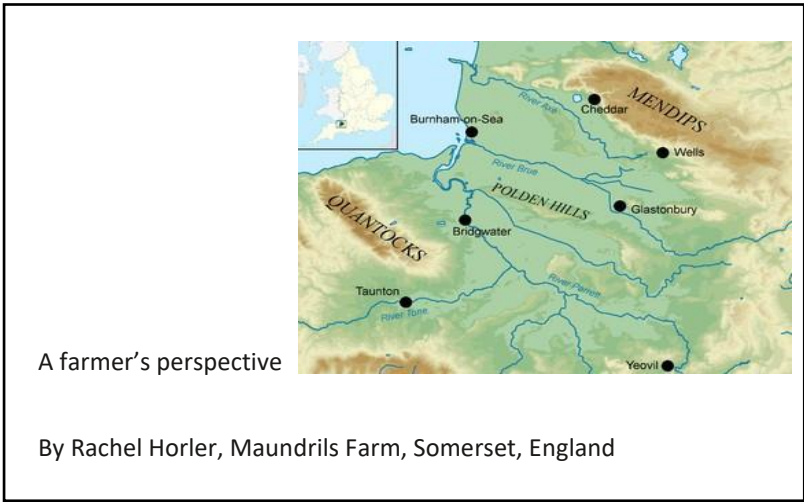 River Axe
Cheddar
MENDIPS
Burnham-on-Sea
Wells
River Brue
POLDEN HILLS
Glastonbury
QUANTOCKS
Bridgwater
Taunton
River Tone
River Parrett
Yeovil
A farmer’s perspective
By Rachel Horler, Maundrils Farm, Somerset, England